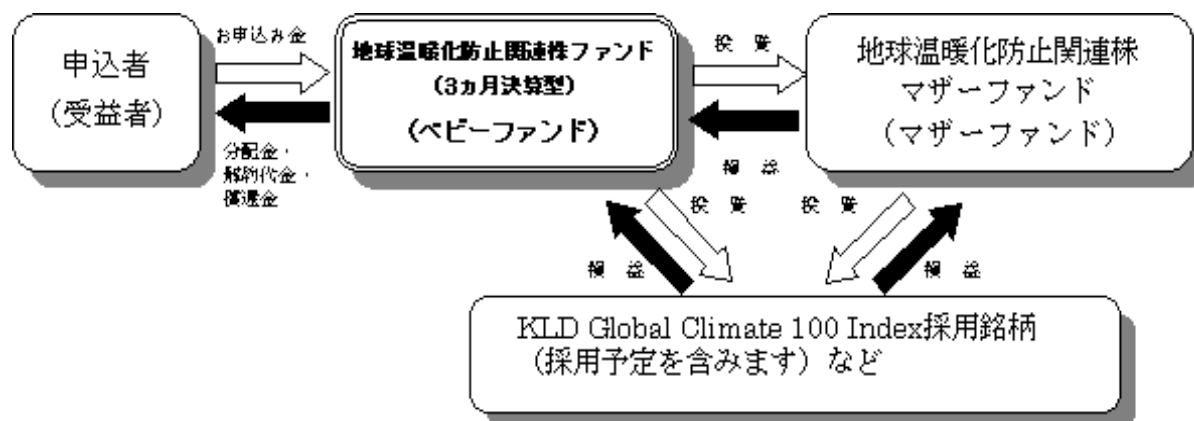 申込者
（受益者）
お申込み金
分配金・
解約代金・
償還金
地球温暖化防止関連株ファンド
（3ヵ月決算型）
（ベビーファンド）
投 資
損 益
地球温暖化防止関連株
マザーファンド
（マザーファンド）
投 資
投 資
損 益
損 益
KLD Global Climate 100 Index採用銘柄
（採用予定を含みます）など